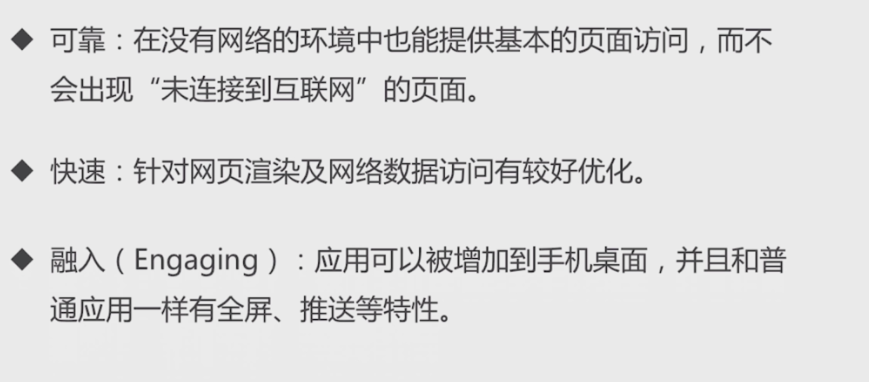 ◆ 可靠：在没有网络的环境中也能提供基本的页面访问，而不
会出现“未连接到互联网”的页面。
◆ 快速：针对网页渲染及网络数据访问有较好优化。
◆ 融入（Engaging）：应用可以被增加到手机桌面，并且和普
通应用一样有全屏、推送等特性。